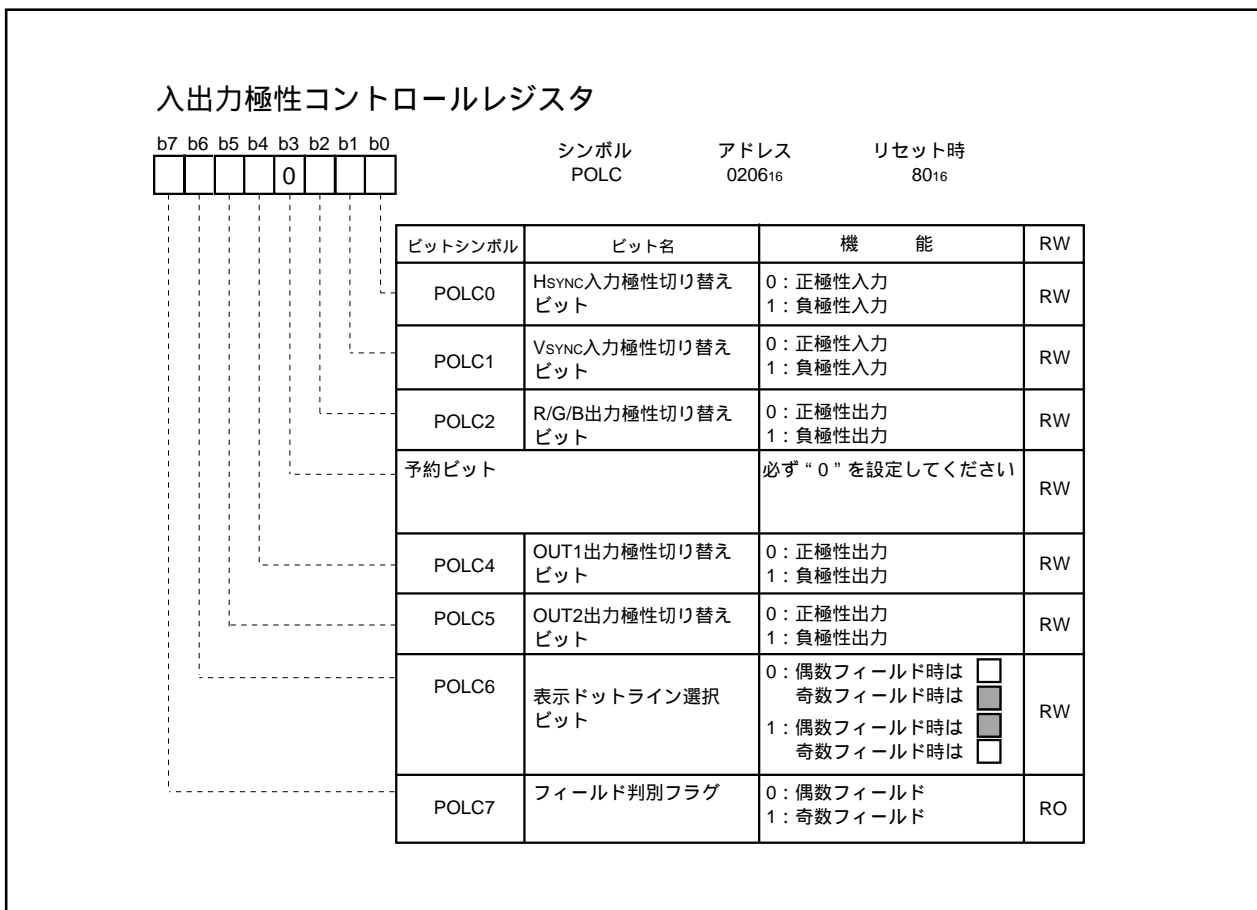 入出力極性コントロールレジスタ
b7 b6 b5 b4 b3 b2 b1 b0
0
シンボル アドレス リセット時
POLC 020616 8016
ビットシンボル ビット名 機 能 RW
POLC0 HSYNC入力極性切り替え 0：正極性入力 RW
ビット 1：負極性入力
POLC1 VSYNC入力極性切り替え 0：正極性入力 RW
ビット 1：負極性入力
POLC2 R/G/B出力極性切り替え 0：正極性出力 RW
ビット 1：負極性出力
予約ビット 必ず“0”を設定してください RW
POLC4 OUT1出力極性切り替え 0：正極性出力 RW
ビット 1：負極性出力
POLC5 OUT2出力極性切り替え 0：正極性出力 RW
ビット 1：負極性出力
POLC6 表示ドットライン選択 0：偶数フィールド時は RW
ビット 奇数フィールド時は
1：偶数フィールド時は
奇数フィールド時は
POLC7 フィールド判別フラグ 0：偶数フィールド RO
1：奇数フィールド